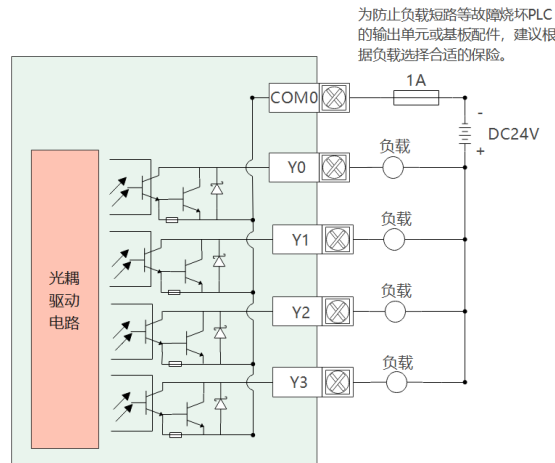 为防止负载短路等故障烧坏PLC
的输出单元或基板配件，建议根
据负载选择合适的保险。
1A
COM0
-
DC24V
+
负载
Y0
负载
Y1
光耦
驱动
电路
负载
Y2
负载
Y3